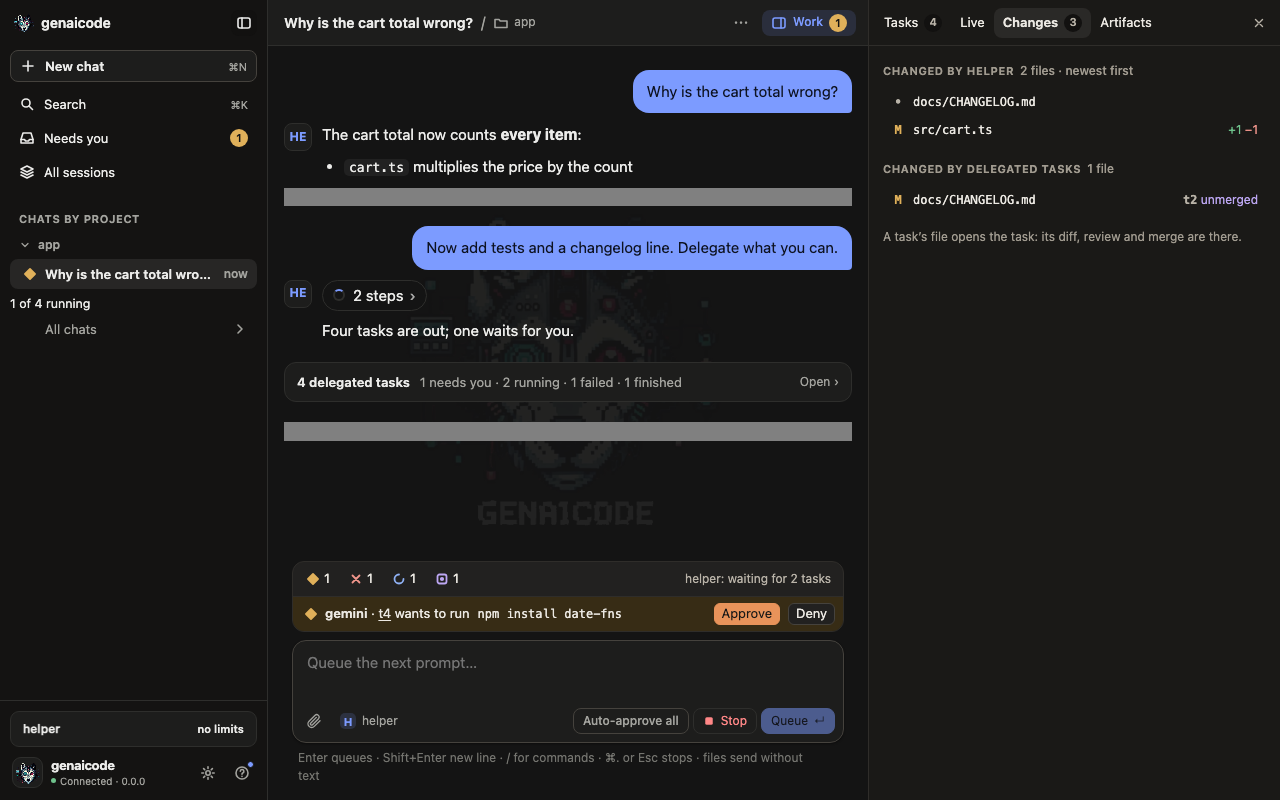 genaicode
New chat ⌘N
Search ⌘K
Needs you 1
All sessions
CHATS BY PROJECT
app
Why is the cart total wro... now
1 of 4 running
All chats
helper no limits
genaicode
Connected · 0.0.0
Why is the cart total wrong? / app
Work 1
Why is the cart total wrong?
HE
The cart total now counts every item:
• cart.ts multiplies the price by the count
Now add tests and a changelog line. Delegate what you can.
HE
2 steps ›
Four tasks are out; one waits for you.
4 delegated tasks 1 needs you · 2 running · 1 failed · 1 finished Open ›
GENAICODE
1 1 1 1 helper: waiting for 2 tasks
gemini · t4 wants to run npm install date-fns Approve Deny
Queue the next prompt...
H helper Auto-approve all Stop Queue ↵
Enter queues · Shift+Enter new line · / for commands · ⌘. or Esc stops · files send without
text
Tasks 4 Live Changes 3 Artifacts ×
CHANGED BY HELPER 2 files · newest first
• docs/CHANGELOG.md
M src/cart.ts +1 −1
CHANGED BY DELEGATED TASKS 1 file
M docs/CHANGELOG.md t2 unmerged
A task's file opens the task: its diff, review and merge are there.